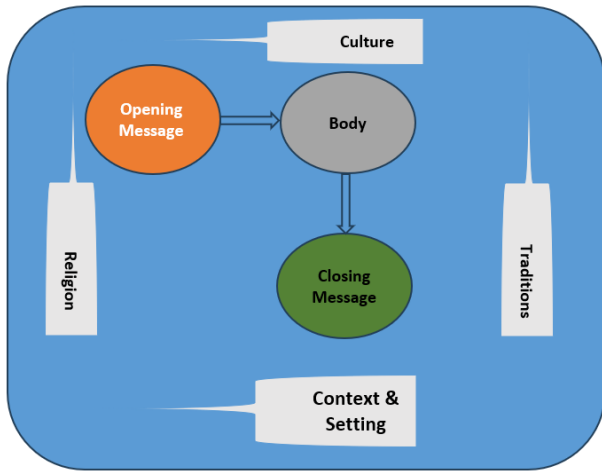 Culture
Opening
Message
Body
Religion
Traditions
Closing
Message
Context &
Setting